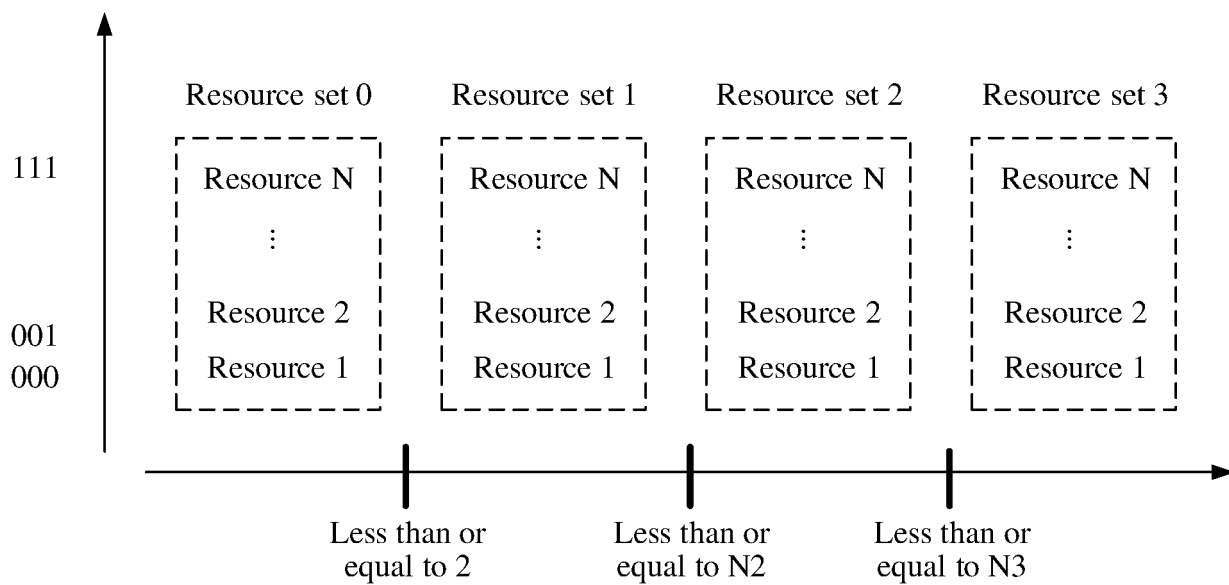 Resource set 0 Resource set 1 Resource set 2 Resource set 3
111 Resource N Resource N Resource N Resource N
⋮ ⋮ ⋮ ⋮
001 Resource 2 Resource 2 Resource 2 Resource 2
000 Resource 1 Resource 1 Resource 1 Resource 1
Less than or equal to 2
Less than or equal to N2
Less than or equal to N3